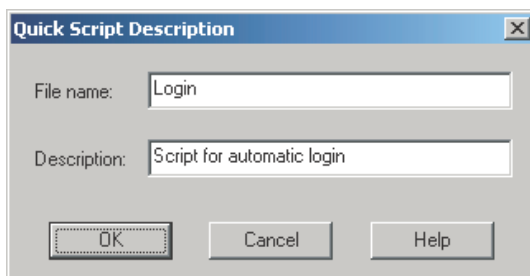 Quick Script Description
File name: Login
Description: Script for automatic login
OK Cancel Help